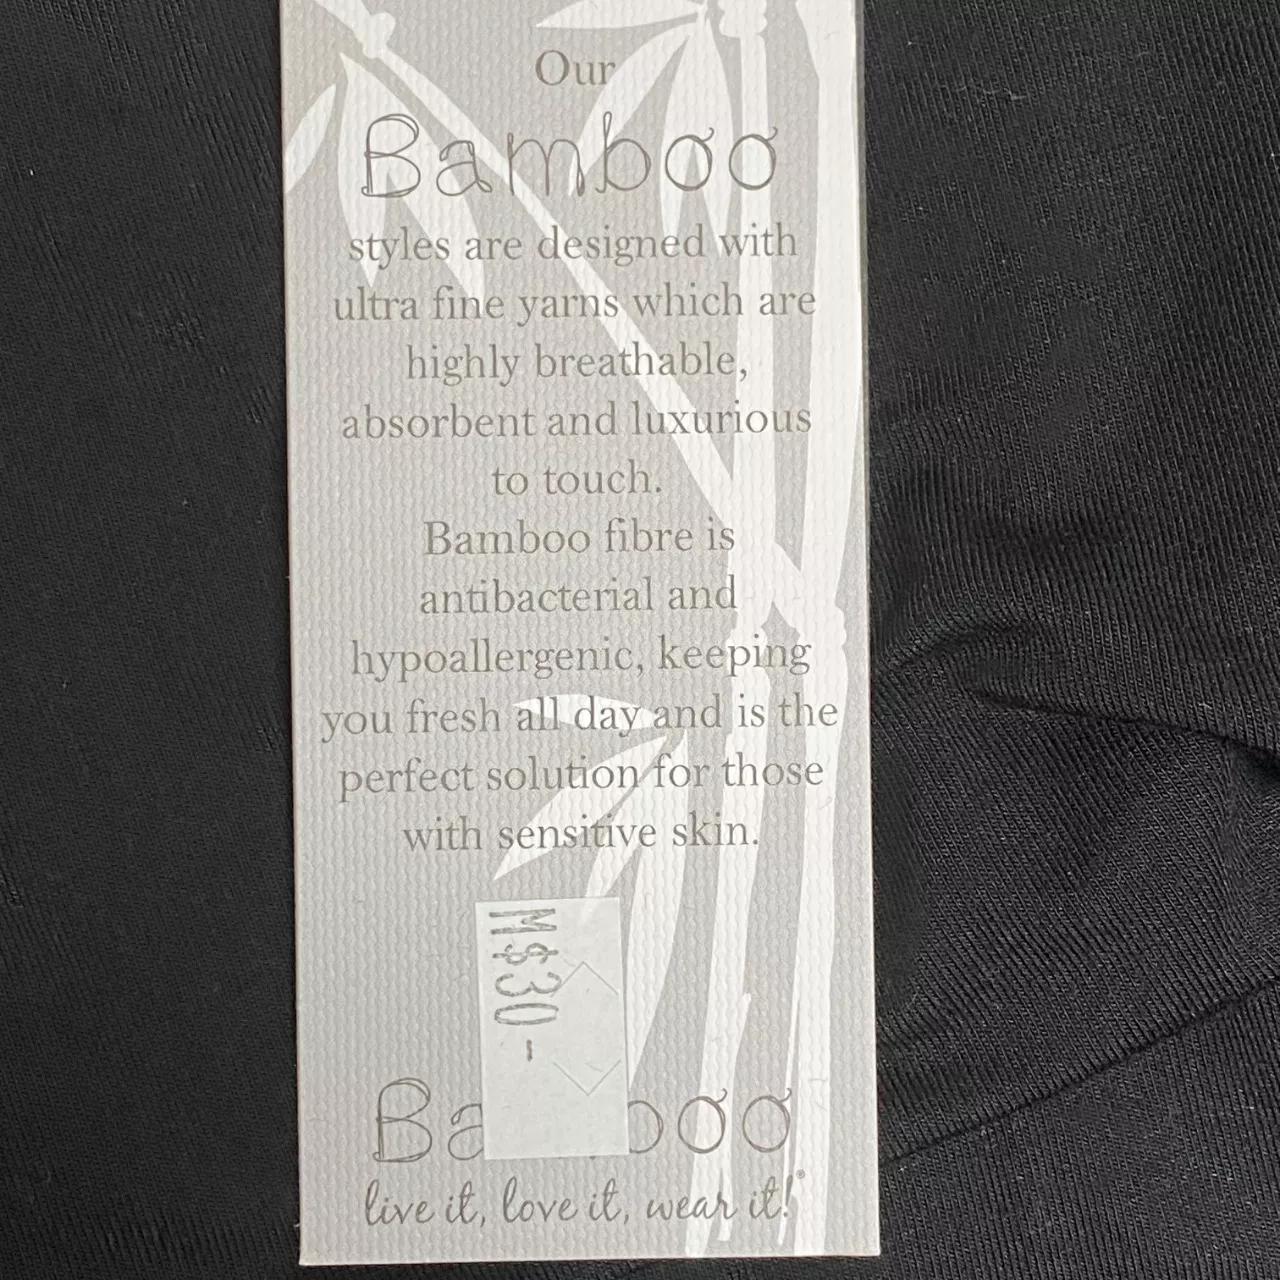 Our
Bamboo
styles are designed with
ultra fine yarns which are
highly breathable,
absorbent and luxurious
to touch.
Bamboo fibre is
antibacterial and
hypoallergenic, keeping
you fresh all day and is the
perfect solution for those
with sensitive skin.
M$30-
Ba oo
live it, love it, wear it!®